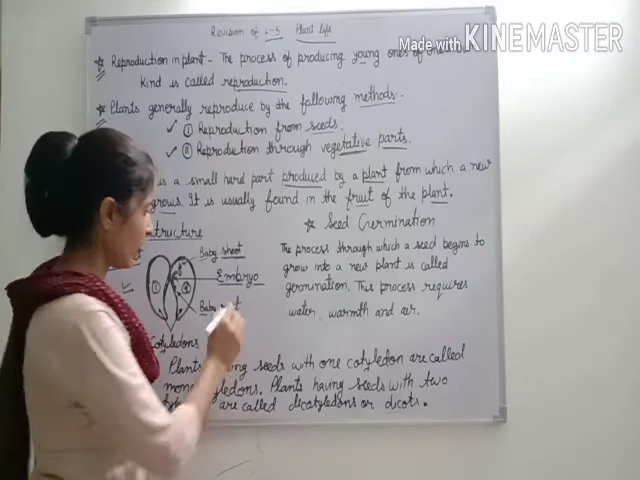 Revision of L-5 Plant life
Made with KINEMASTER
☆ Reproduction in plant - The process of producing young ones of
kind is called reproduction.
☆ Plants generally reproduce by the following methods.
✓ ① Reproduction from seeds.
✓ ② Reproduction through vegetative parts.
is a small hard part produced by a plant from which a new
grows. It is usually found in the fruit of the plant.
structure
☆ Seed Germination
Baby shoot
Embryo
Baby
Cotyledons
The process through which a seed begins to
grow into a new plant is called
germination. This process requires
water, warmth and air.
Plants seeds with one cotyledon are called
Plants having seeds with two
are called dicotyledons or dicots.